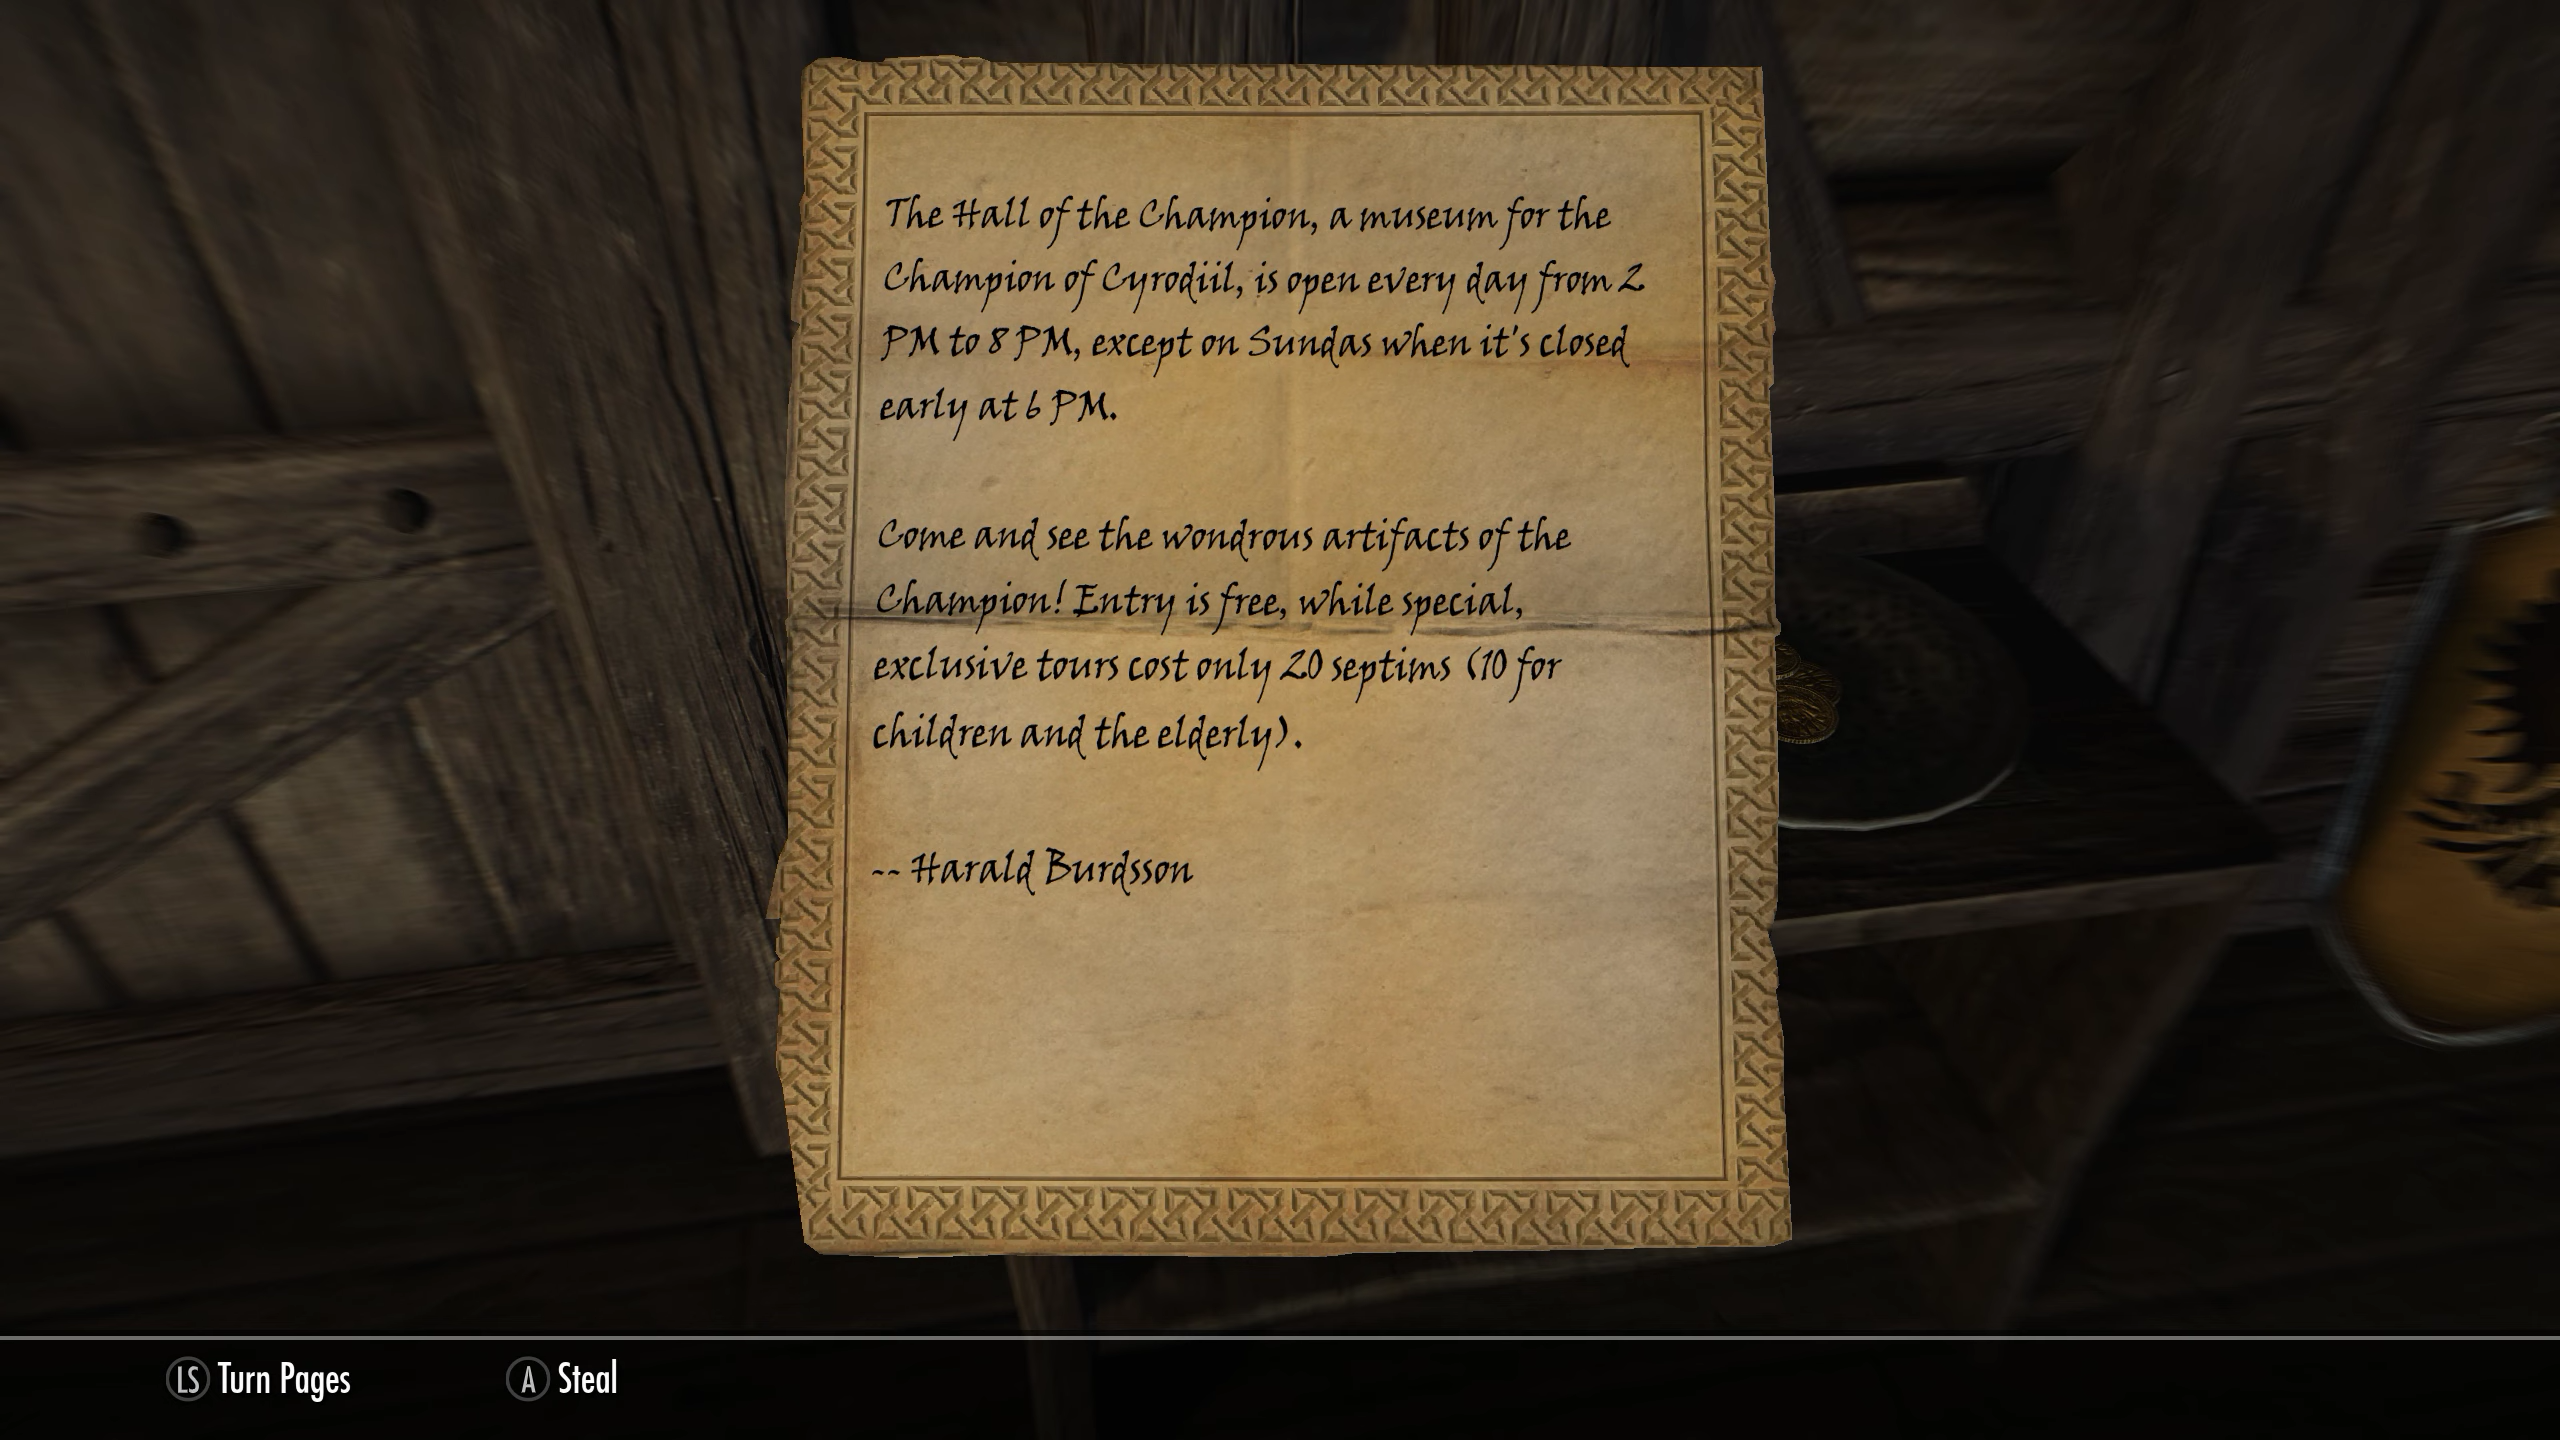 The Hall of the Champion, a museum for the
Champion of Cyrodiil, is open every day from 2
PM to 8 PM, except on Sundas when it's closed
early at 6 PM.
Come and see the wondrous artifacts of the
Champion! Entry is free, while special,
exclusive tours cost only 20 septims (10 for
children and the elderly).
-- Harald Burdsson
LS Turn Pages
A Steal